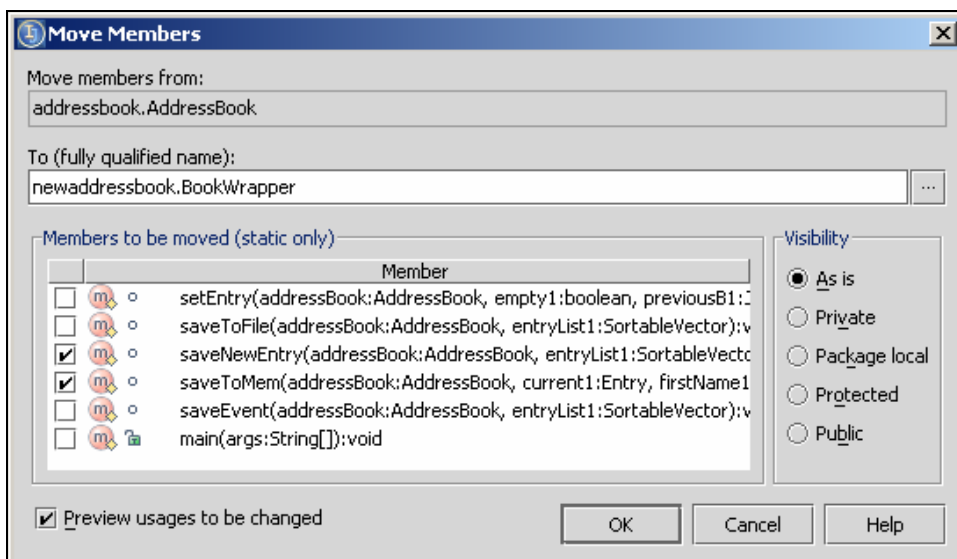 Move Members
Move members from:
addressbook.AddressBook
To (fully qualified name):
newaddressbook.BookWrapper
...
Members to be moved (static only)
Member
setEntry(addressBook:AddressBook, empty1:boolean, previousB1:
saveToFile(addressBook:AddressBook, entryList1:SortableVector):v
saveNewEntry(addressBook:AddressBook, entryList1:SortableVecto
saveToMem(addressBook:AddressBook, current1:Entry, firstName1
saveEvent(addressBook:AddressBook, entryList1:SortableVector):v
main(args:String[]):void
Visibility
As is
Private
Package local
Protected
Public
Preview usages to be changed
OK
Cancel
Help